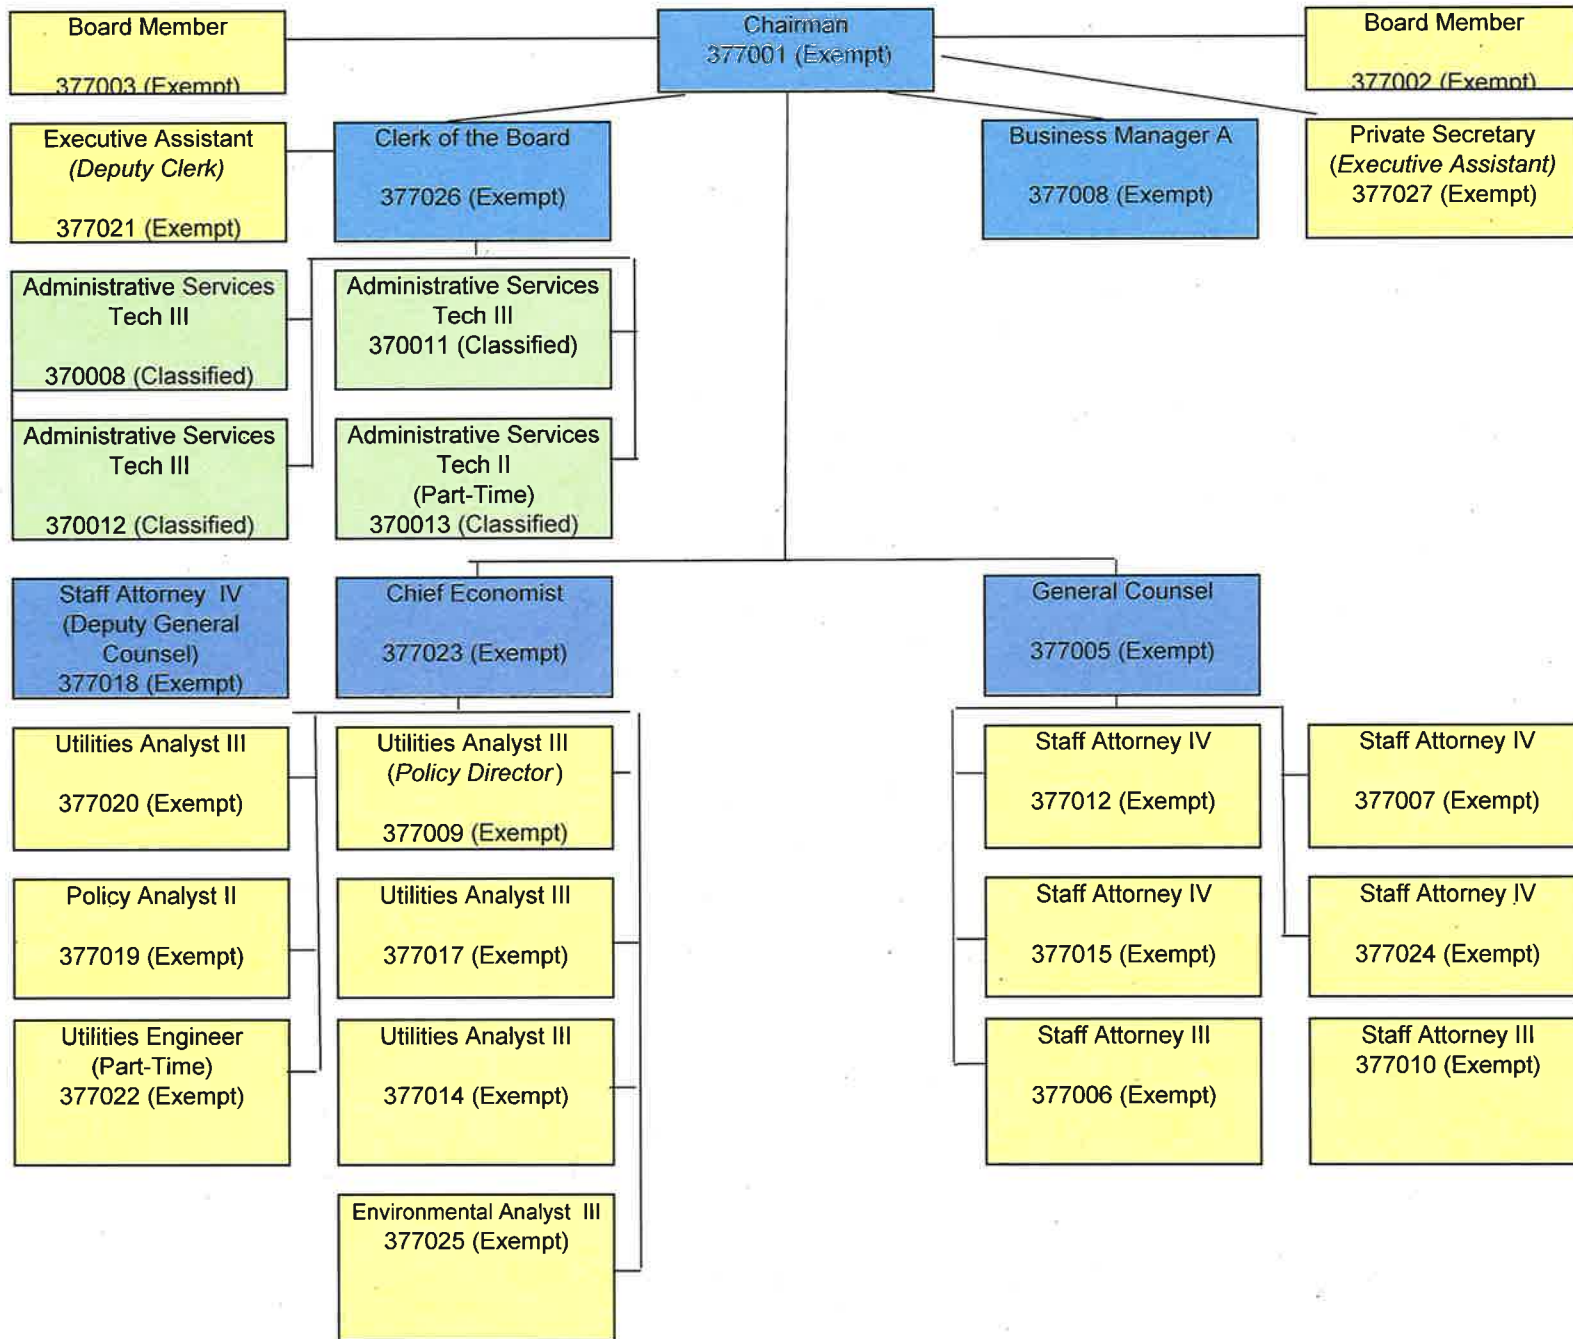 Board Member
377003 (Exempt)
Chairman
377001 (Exempt)
Board Member
377002 (Exempt)
Executive Assistant
(Deputy Clerk)
377021 (Exempt)
Clerk of the Board
377026 (Exempt)
Business Manager A
377008 (Exempt)
Private Secretary
(Executive Assistant)
377027 (Exempt)
Administrative Services
Tech III
370008 (Classified)
Administrative Services
Tech III
370011 (Classified)
Administrative Services
Tech III
370012 (Classified)
Administrative Services
Tech II
(Part-Time)
370013 (Classified)
Staff Attorney IV
(Deputy General
Counsel)
377018 (Exempt)
Chief Economist
377023 (Exempt)
General Counsel
377005 (Exempt)
Utilities Analyst III
377020 (Exempt)
Utilities Analyst III
(Policy Director)
377009 (Exempt)
Staff Attorney IV
377012 (Exempt)
Staff Attorney IV
377007 (Exempt)
Policy Analyst II
377019 (Exempt)
Utilities Analyst III
377017 (Exempt)
Staff Attorney IV
377015 (Exempt)
Staff Attorney IV
377024 (Exempt)
Utilities Engineer
(Part-Time)
377022 (Exempt)
Utilities Analyst III
377014 (Exempt)
Staff Attorney III
377006 (Exempt)
Staff Attorney III
377010 (Exempt)
Environmental Analyst III
377025 (Exempt)